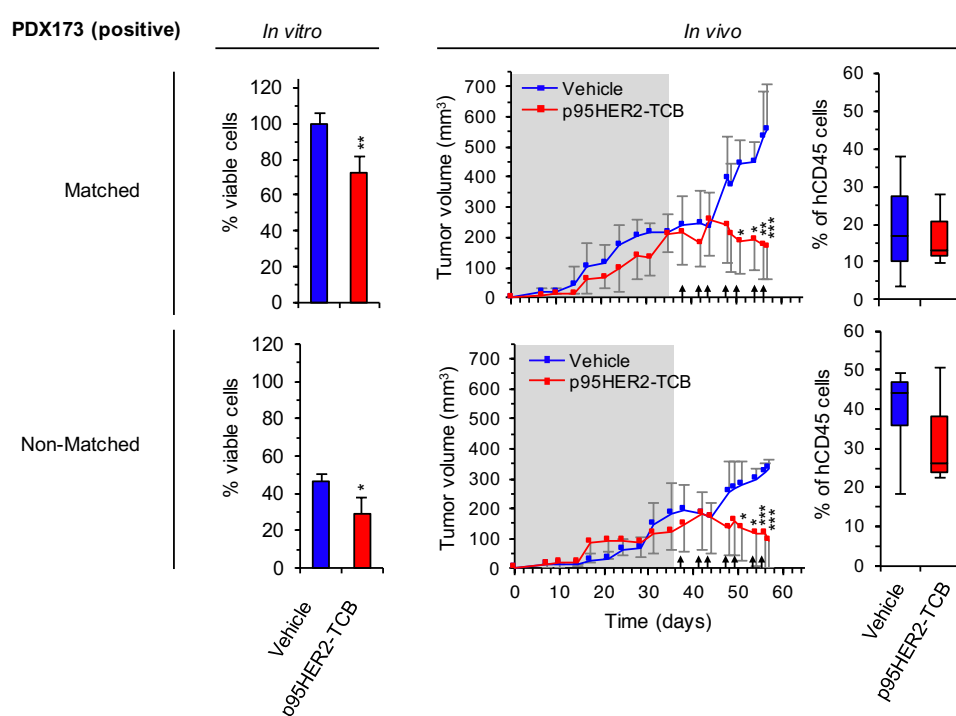 PDX173 (positive)
In vitro
In vivo
Matched
% viable cells
120
100
80
60
40
20
0
**
Tumor volume (mm³)
700
600
500
400
300
200
100
0
Vehicle
p95HER2-TCB
* * ** ***
% of hCD45 cells
60
50
40
30
20
10
0
Non-Matched
% viable cells
120
100
80
60
40
20
0
*
Vehicle
p95HER2-TCB
Tumor volume (mm³)
700
600
500
400
300
200
100
0
Vehicle
p95HER2-TCB
* * *** ***
0 10 20 30 40 50 60
Time (days)
% of hCD45 cells
60
50
40
30
20
10
0
Vehicle
p95HER2-TCB